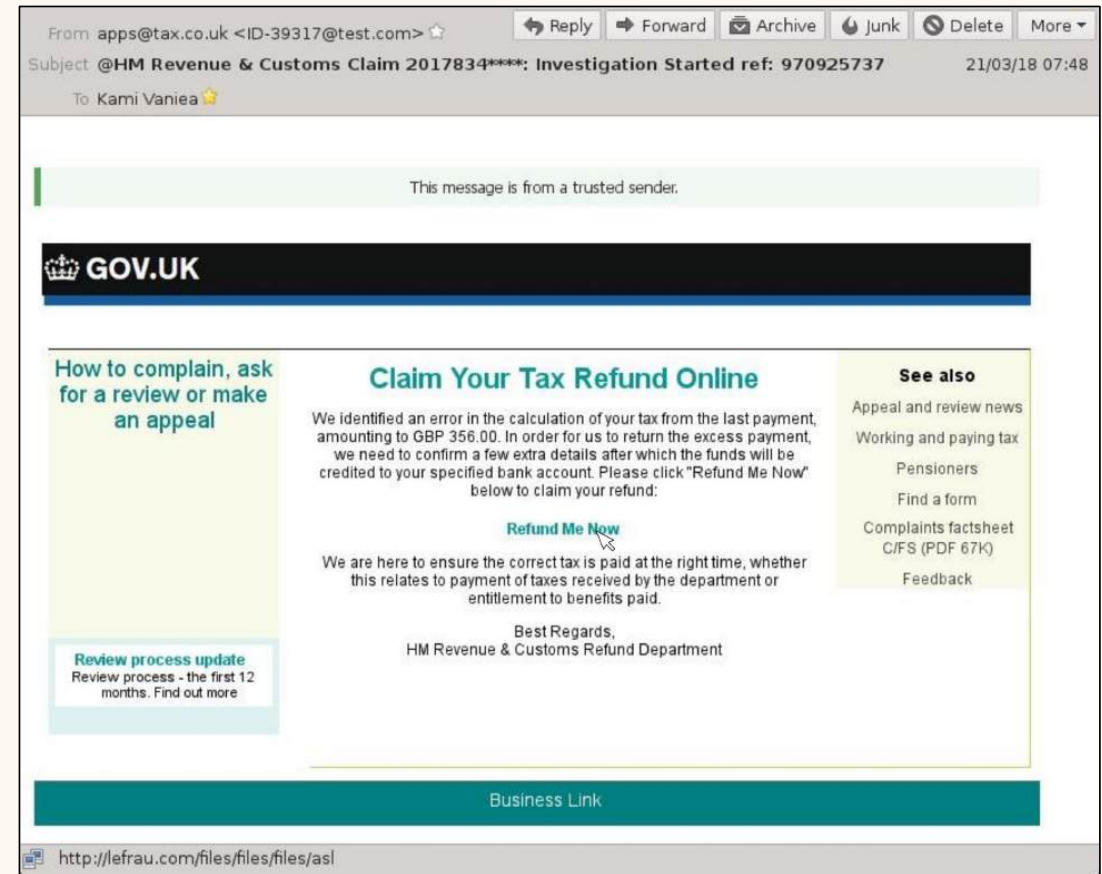 From apps@tax.co.uk <ID-39317@test.com>
Reply Forward Archive Junk Delete More
Subject @HM Revenue & Customs Claim 2017834****: Investigation Started ref: 970925737 21/03/18 07:48
To Kami Vaniea
This message is from a trusted sender.
GOV.UK
How to complain, ask
for a review or make
an appeal
Review process update
Review process - the first 12
months. Find out more
Claim Your Tax Refund Online
We identified an error in the calculation of your tax from the last payment,
amounting to GBP 356.00. In order for us to return the excess payment,
we need to confirm a few extra details after which the funds will be
credited to your specified bank account. Please click "Refund Me Now"
below to claim your refund:
Refund Me Now
We are here to ensure the correct tax is paid at the right time, whether
this relates to payment of taxes received by the department or
entitlement to benefits paid.
Best Regards,
HM Revenue & Customs Refund Department
See also
Appeal and review news
Working and paying tax
Pensioners
Find a form
Complaints factsheet
C/FS (PDF 67K)
Feedback
Business Link
http://lefrau.com/files/files/files/asl